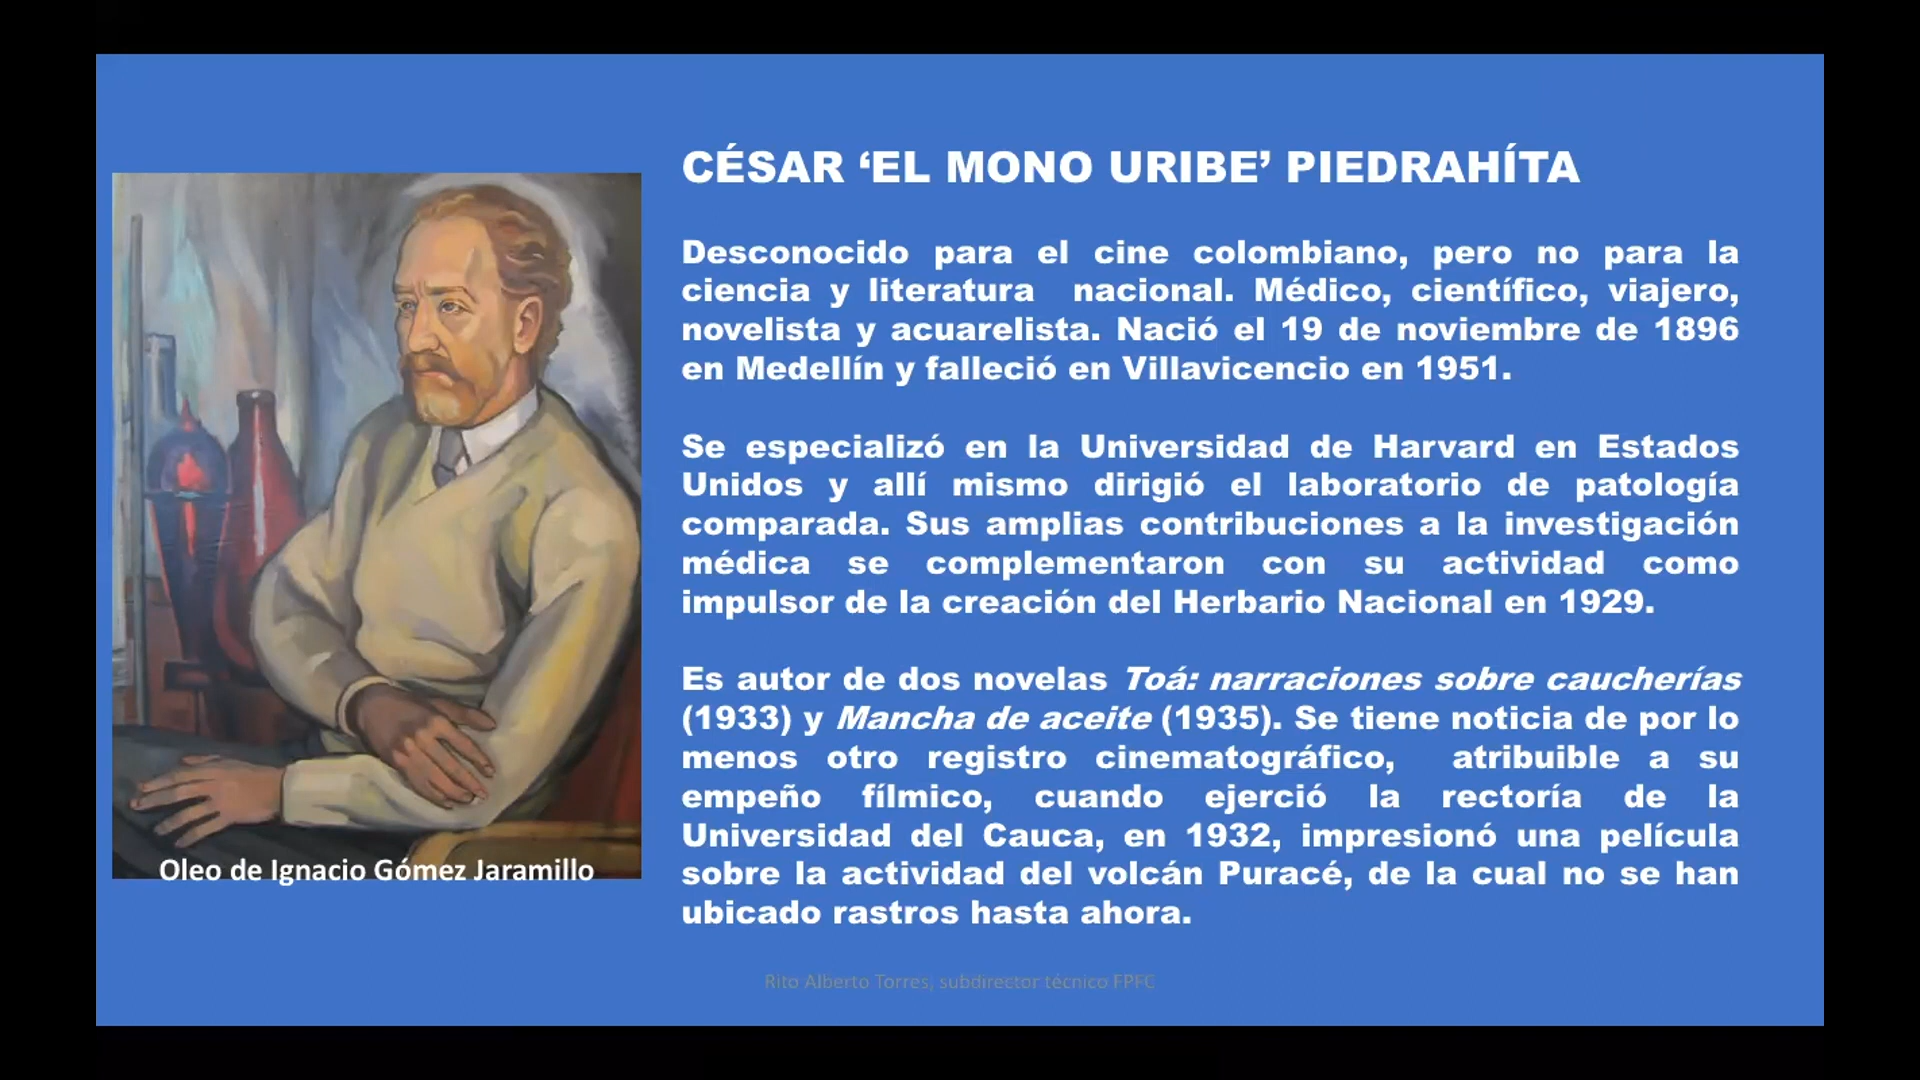 CÉSAR ‘EL MONO URIBE’ PIEDRAHÍTA
Desconocido para el cine colombiano, pero no para la
ciencia y literatura nacional. Médico, científico, viajero,
novelista y acuarelista. Nació el 19 de noviembre de 1896
en Medellín y falleció en Villavicencio en 1951.
Se especializó en la Universidad de Harvard en Estados
Unidos y allí mismo dirigió el laboratorio de patología
comparada. Sus amplias contribuciones a la investigación
médica se complementaron con su actividad como
impulsor de la creación del Herbario Nacional en 1929.
Es autor de dos novelas Toá: narraciones sobre caucherías
(1933) y Mancha de aceite (1935). Se tiene noticia de por lo
menos otro registro cinematográfico, atribuible a su
empeño fílmico, cuando ejerció la rectoría de la
Universidad del Cauca, en 1932, impresionó una película
sobre la actividad del volcán Puracé, de la cual no se han
ubicado rastros hasta ahora.
Oleo de Ignacio Gómez Jaramillo
Rito Alberto Torres, subdirector técnico FPFC